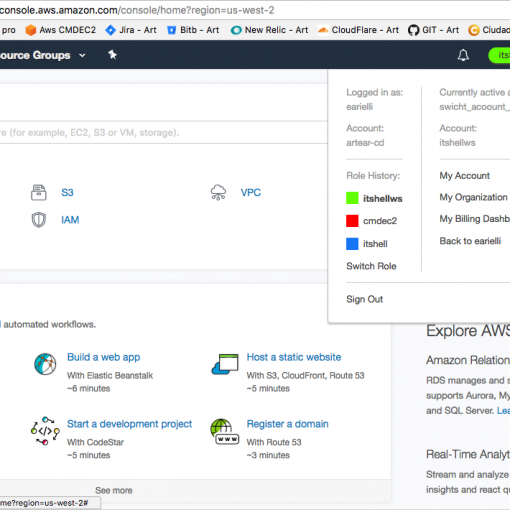 console.aws.amazon.com/console/home?region=us-west-2
pro Aws CMDEC2 Jira - Art Bitb - Art New Relic - Art CloudFlare - Art GIT - Art Ciudad
source Groups
its
Logged in as:
earielli
Account:
artear-cd
Currently active a
swicht_acoount_
Account:
itshellws
re (for example, EC2, S3 or VM, storage).
Role History:
itshellws
cmdec2
itshell
Switch Role
Sign Out
My Account
My Organization
My Billing Dashb
Back to earielli
S3
VPC
IAM
automated workflows.
Build a web app
With Elastic Beanstalk
~6 minutes
Host a static website
With S3, CloudFront, Route 53
~5 minutes
Start a development project
With CodeStar
~5 minutes
Register a domain
With Route 53
~3 minutes
See more
Explore AWS
Amazon Relation
RDS manages and s
supports Aurora, My
and SQL Server. Lea
Real-Time Analyt
Stream and analyze
insights and react qu
me?region=us-west-2#